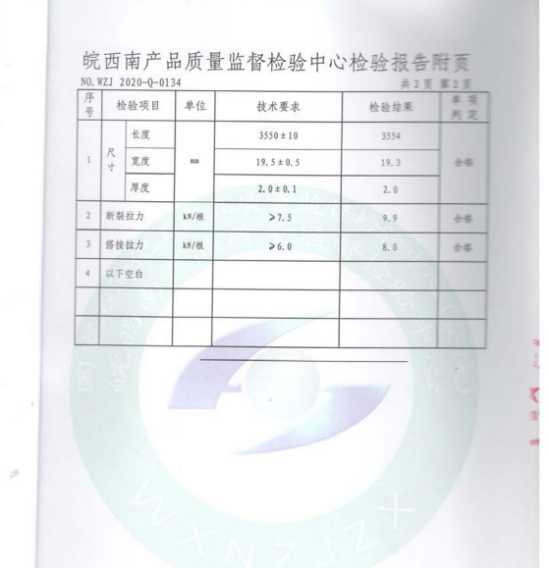 皖西南产品质量监督检验中心检验报告附页
NO.WZJ 2020-Q-0134 共2页 第2页
序号 检验项目 单位 技术要求 检验结果 单项判定
1 尺寸 长度 mm 3550±10 3554 合格
宽度 19.5±0.5 19.3
厚度 2.0±0.1 2.0
2 断裂拉力 kN/根 ≥7.5 9.9 合格
3 搭接拉力 kN/根 ≥6.0 8.0 合格
4 以下空白
WXNZJZX